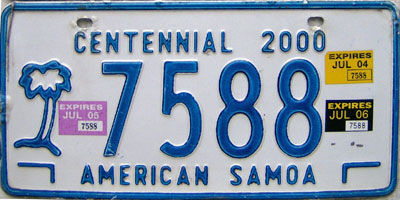 CENTENNIAL 2000
EXPIRES
JUL 04
7588
7588
EXPIRES
JUL 05
7588
EXPIRES
JUL 06
7588
AMERICAN SAMOA